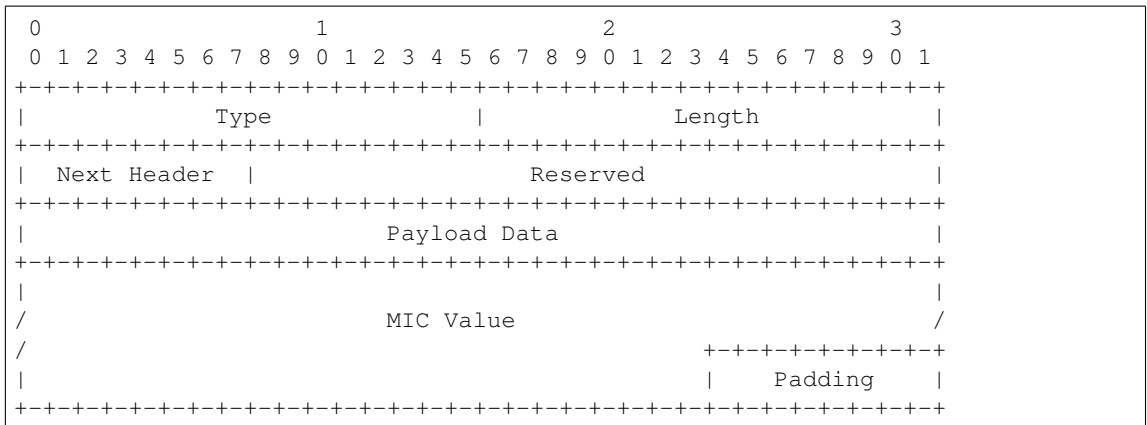 0                   1                   2                   3
 0 1 2 3 4 5 6 7 8 9 0 1 2 3 4 5 6 7 8 9 0 1 2 3 4 5 6 7 8 9 0 1
+-+-+-+-+-+-+-+-+-+-+-+-+-+-+-+-+-+-+-+-+-+-+-+-+-+-+-+-+-+-+-+-+
|             Type              |             Length            |
+-+-+-+-+-+-+-+-+-+-+-+-+-+-+-+-+-+-+-+-+-+-+-+-+-+-+-+-+-+-+-+-+
|  Next Header  |                   Reserved                    |
+-+-+-+-+-+-+-+-+-+-+-+-+-+-+-+-+-+-+-+-+-+-+-+-+-+-+-+-+-+-+-+-+
|                         Payload Data                          |
+-+-+-+-+-+-+-+-+-+-+-+-+-+-+-+-+-+-+-+-+-+-+-+-+-+-+-+-+-+-+-+-+
|                                                               |
/                         MIC Value                             /
/                                               +-+-+-+-+-+-+-+-+
|                                               |    Padding    |
+-+-+-+-+-+-+-+-+-+-+-+-+-+-+-+-+-+-+-+-+-+-+-+-+-+-+-+-+-+-+-+-+